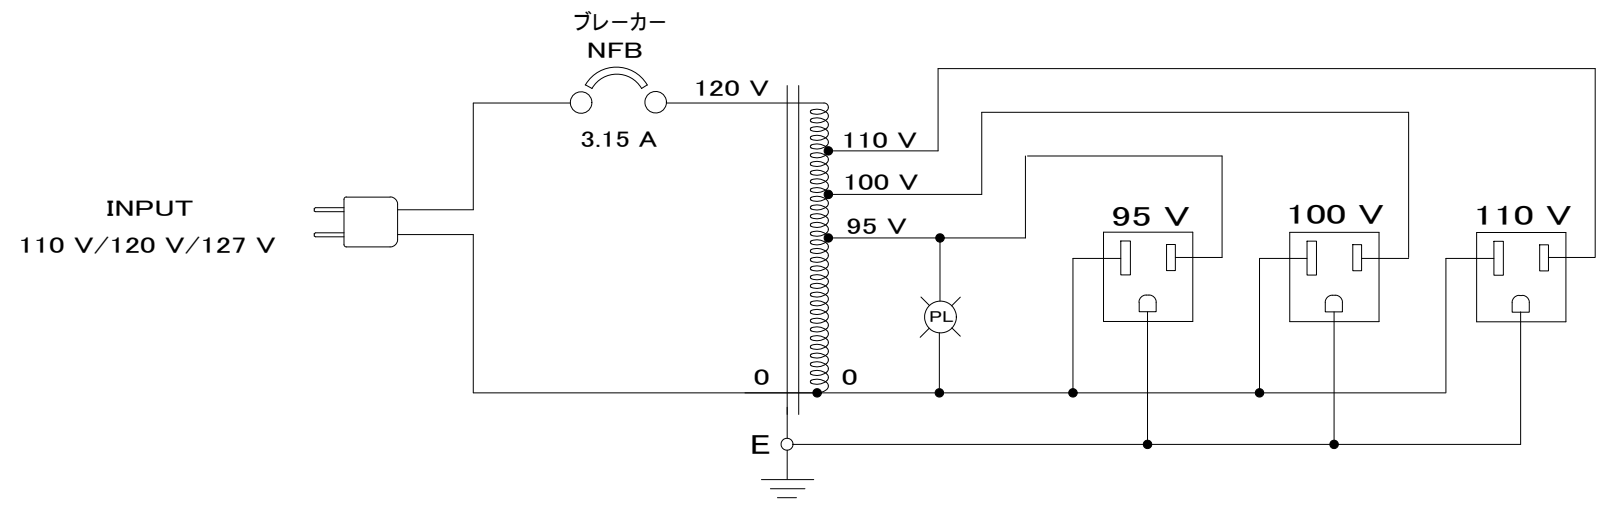 ブレーカー
NFB
120 V
3.15 A
110 V
100 V
95 V
INPUT
110 V/120 V/127 V
95 V
100 V
110 V
PL
0
0
E